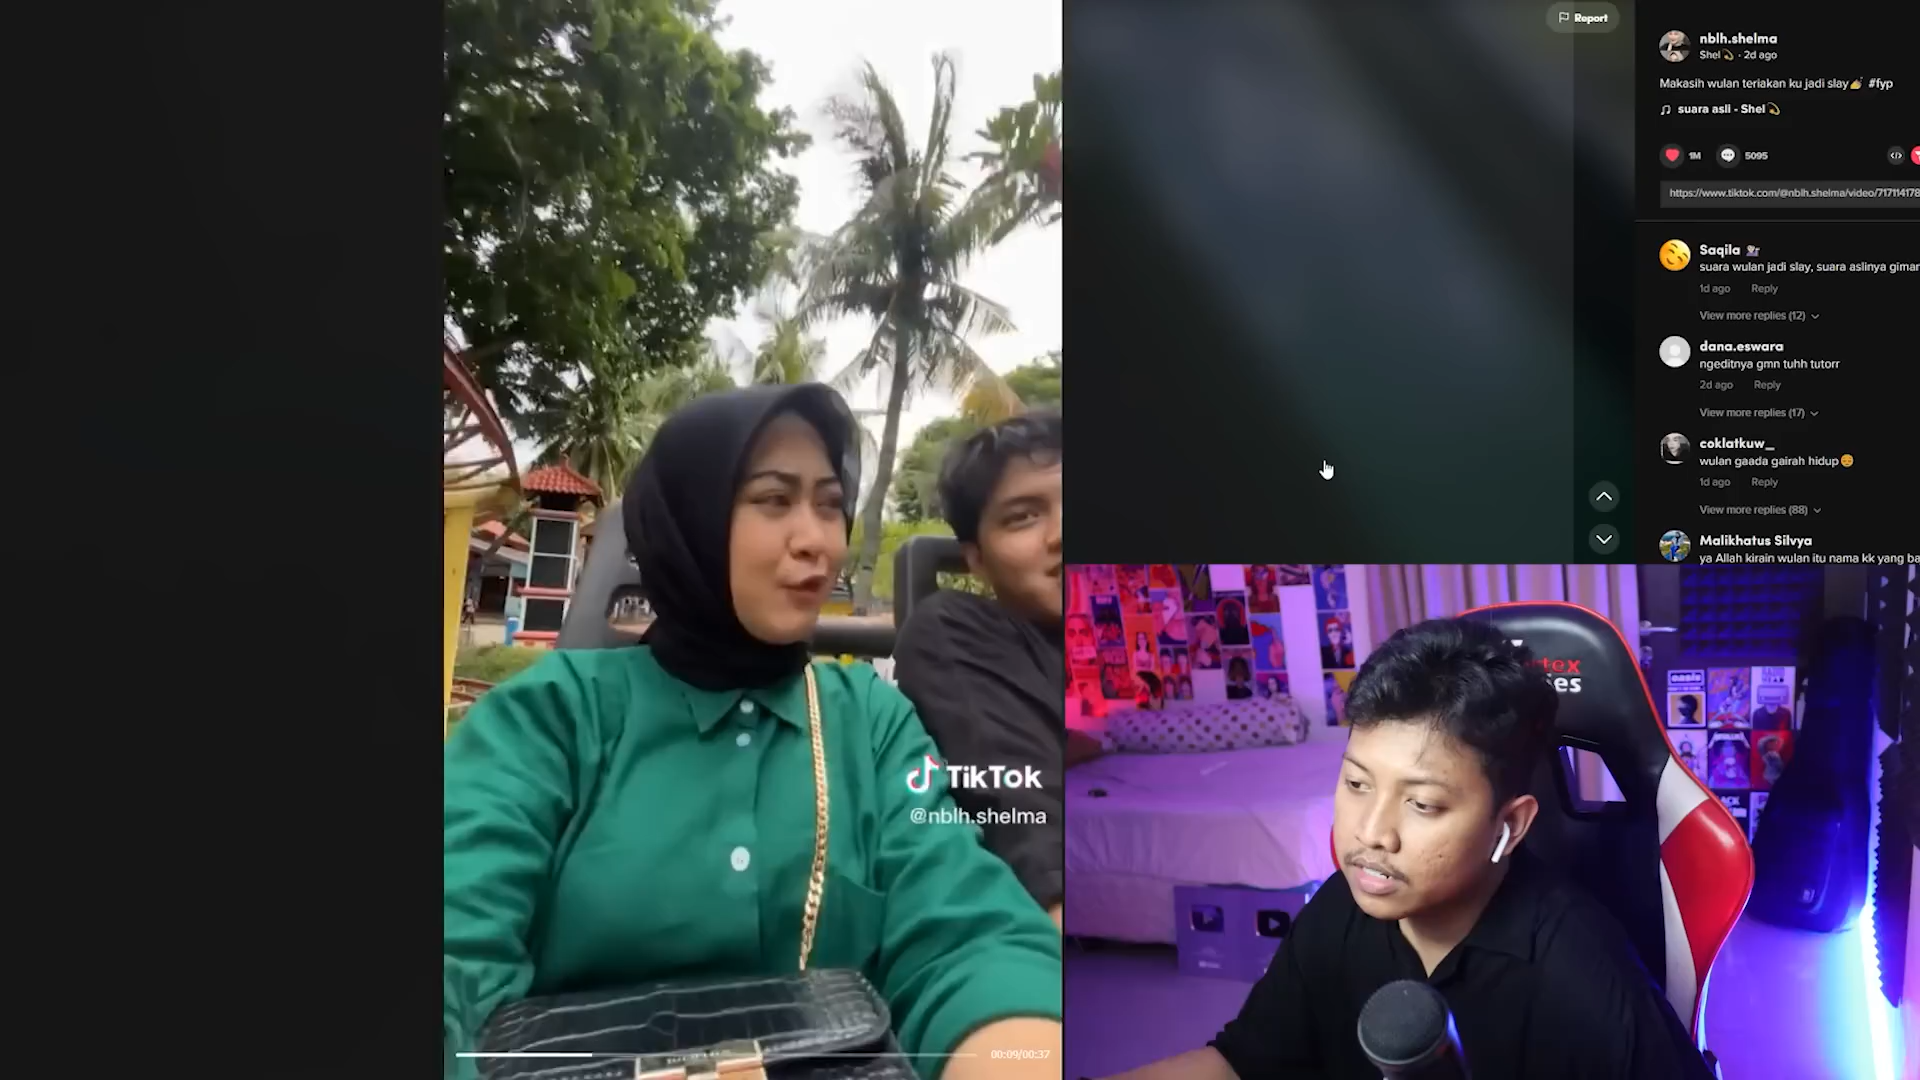 Report
nblh.shelma
Shel · 2d ago
Makasih wulan teriakan ku jadi slay #fyp
suara asli - Shel
1M
5095
https://www.tiktok.com/@nblh.shelma/video/717114178
Saqila
suara wulan jadi slay, suara aslinya gimar
1d ago Reply
View more replies (12)
dana.eswara
ngeditnya gmn tuhh tutorr
2d ago Reply
View more replies (17)
coklatkuw_
wulan gaada gairah hidup
1d ago Reply
View more replies (88)
Malikhatus Silvya
ya Allah kirain wulan itu nama kk yang ba
TikTok
@nblh.shelma
00:09/00:37
oasis